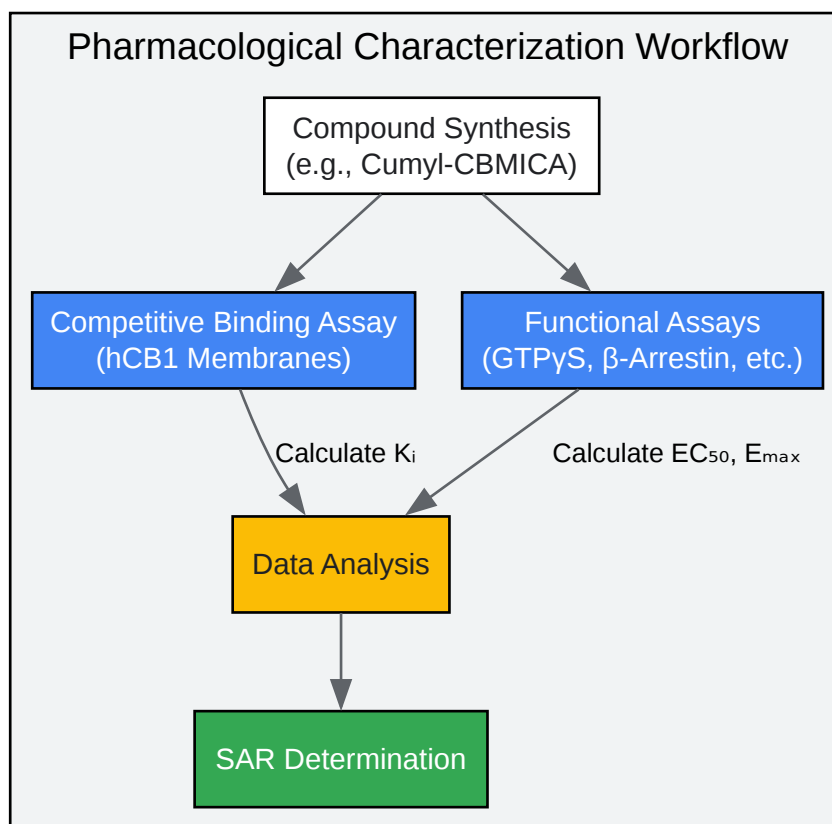 Pharmacological Characterization Workflow
Compound Synthesis
(e.g., Cumyl-CBMICA)
Competitive Binding Assay
(hCB1 Membranes)
Functional Assays
(GTPγS, β-Arrestin, etc.)
Calculate Kᵢ
Calculate EC₅₀, Eₘₐₓ
Data Analysis
SAR Determination